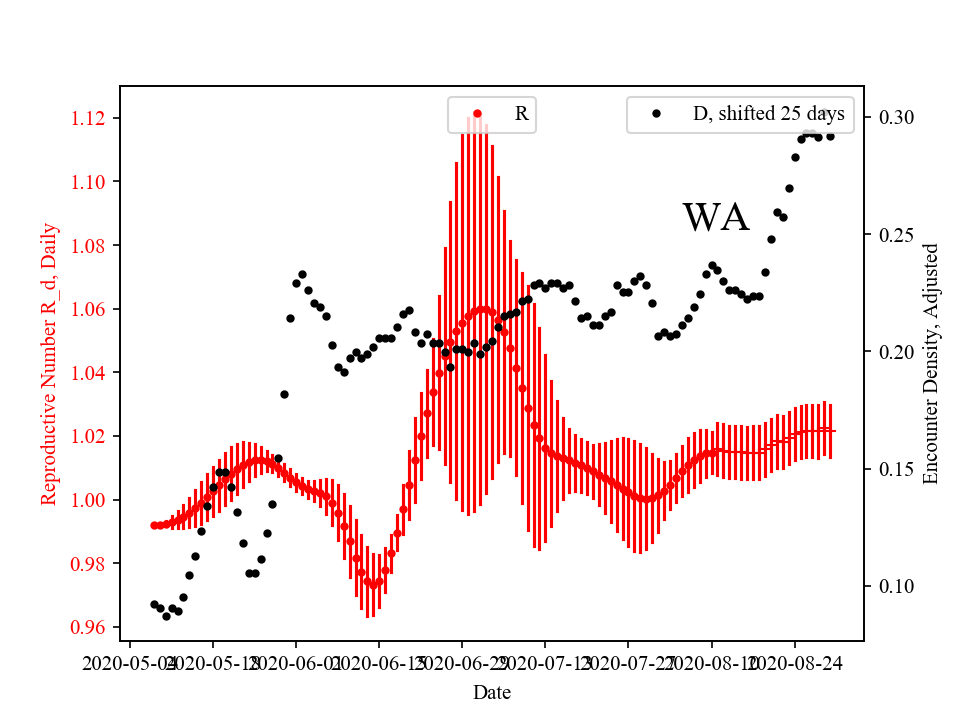 R
D, shifted 25 days
WA
Reproductive Number R_d, Daily
1.12
1.10
1.08
1.06
1.04
1.02
1.00
0.98
0.96
0.30
0.25
0.20
0.15
0.10
Encounter Density, Adjusted
2020-05-04 2020-05-18 2020-06-01 2020-06-15 2020-06-29 2020-07-13 2020-07-27 2020-08-10 2020-08-24
Date